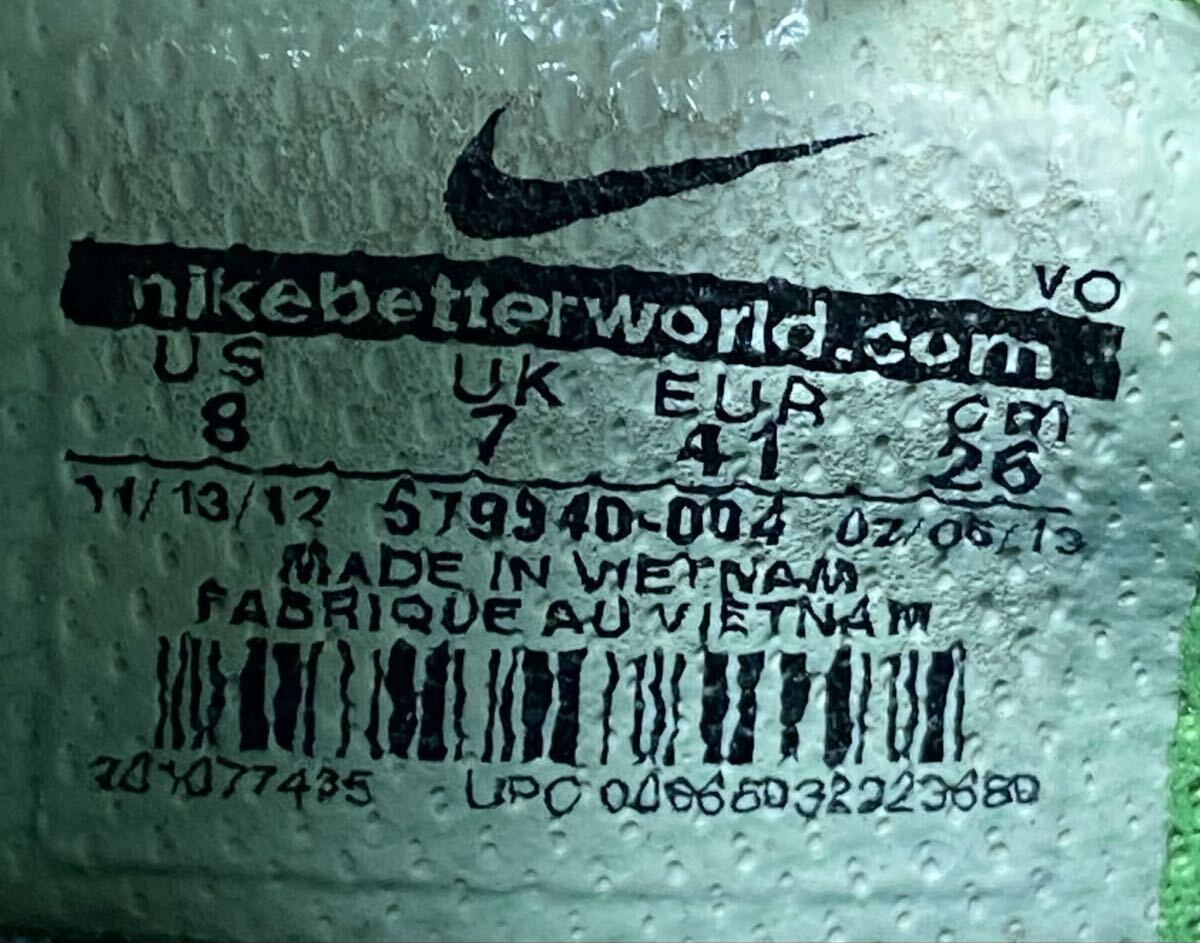 nikebetterworld.com
VO
US UK EUR cm
8 7 41 26
11/13/12 579940-004 02/06/13
MADE IN VIETNAM
FABRIQUE AU VIETNAM
UPC